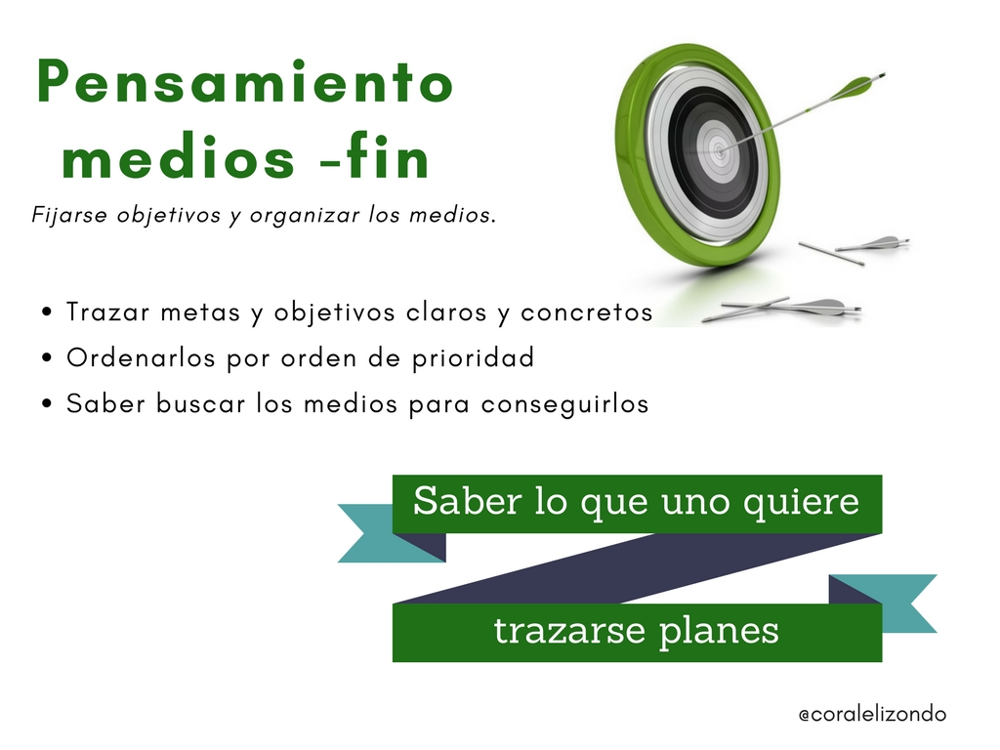 Pensamiento
medios -fin
Fijarse objetivos y organizar los medios.
• Trazar metas y objetivos claros y concretos
• Ordenarlos por orden de prioridad
• Saber buscar los medios para conseguirlos
Saber lo que uno quiere
trazarse planes
@coralelizondo